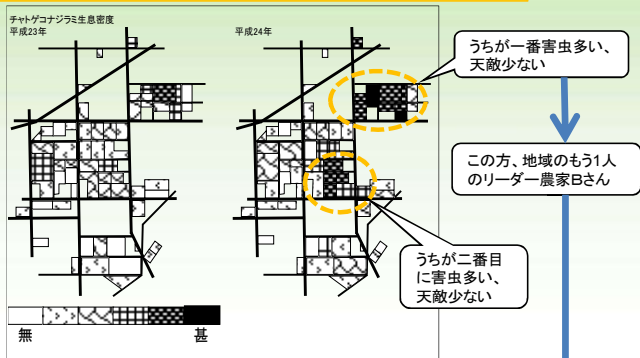 チャトゲコナジラミ生息密度
平成23年
平成24年
うちが一番害虫多い、
天敵少ない
この方、地域のもう1人
のリーダー農家Bさん
うちが二番目
に害虫多い、
天敵少ない
無
甚